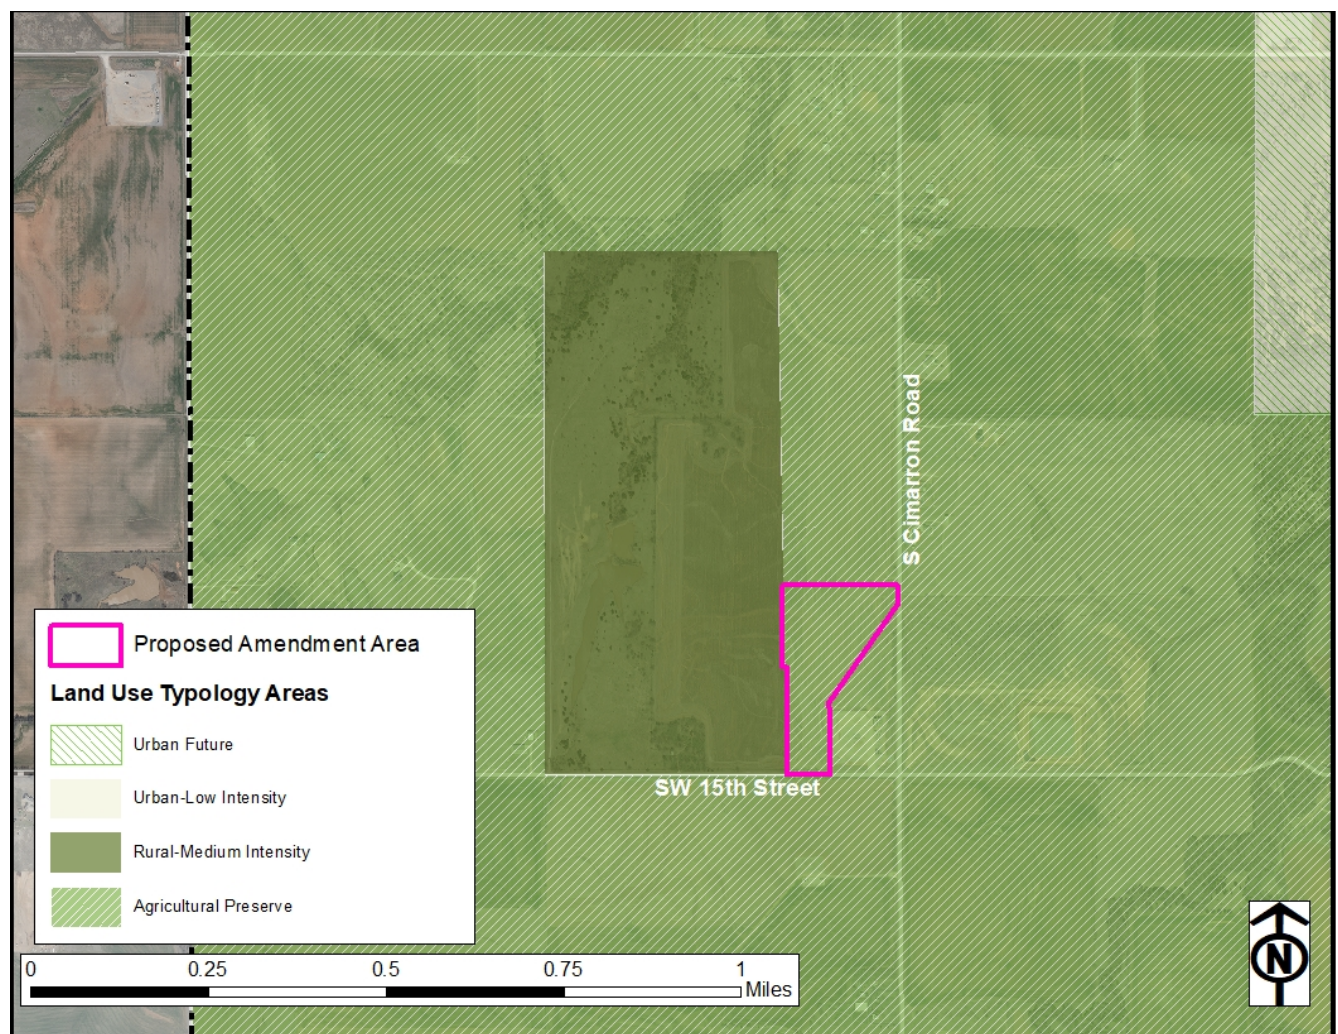 S Cimarron Road
SW 15th Street
Proposed Amendment Area
Land Use Typology Areas
Urban Future
Urban-Low Intensity
Rural-Medium Intensity
Agricultural Preserve
0 0.25 0.5 0.75 1
Miles
N